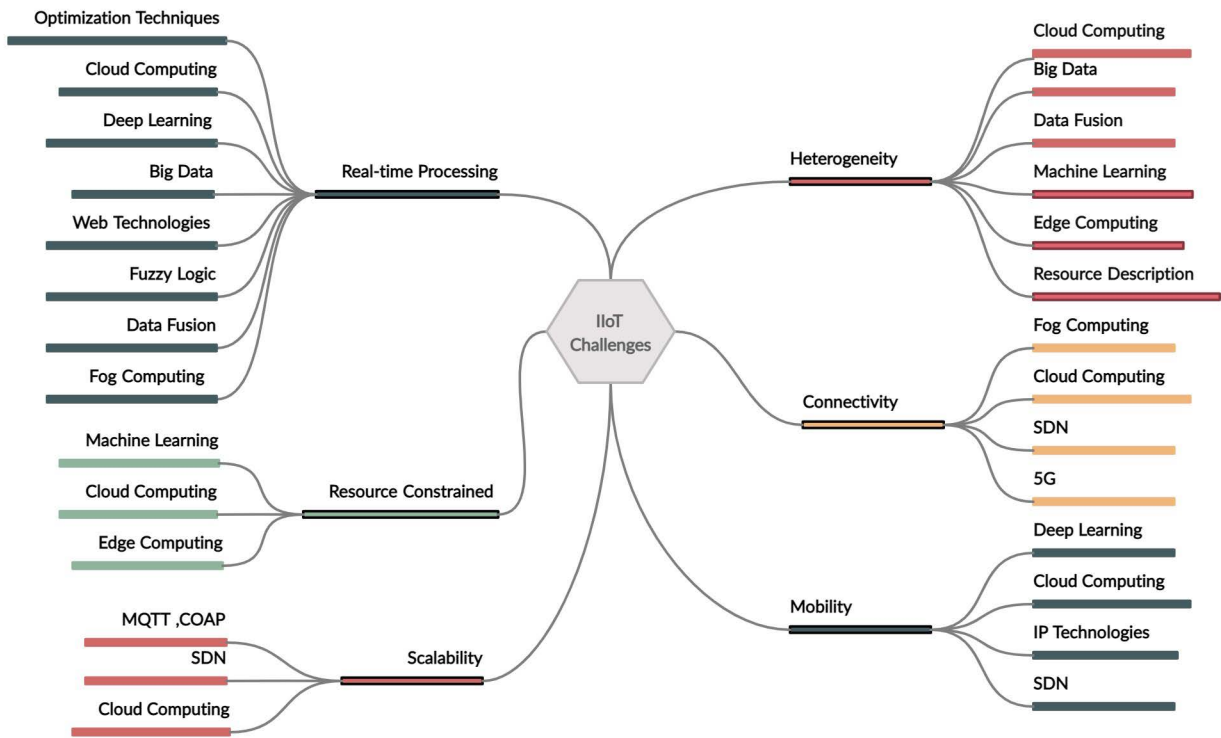 Optimization Techniques
Cloud Computing
Deep Learning
Big Data
Web Technologies
Fuzzy Logic
Data Fusion
Fog Computing
Real-time Processing
Machine Learning
Cloud Computing
Edge Computing
Resource Constrained
MQTT ,COAP
SDN
Cloud Computing
Scalability
IIoT
Challenges
Heterogeneity
Cloud Computing
Big Data
Data Fusion
Machine Learning
Edge Computing
Resource Description
Connectivity
Fog Computing
Cloud Computing
SDN
5G
Mobility
Deep Learning
Cloud Computing
IP Technologies
SDN